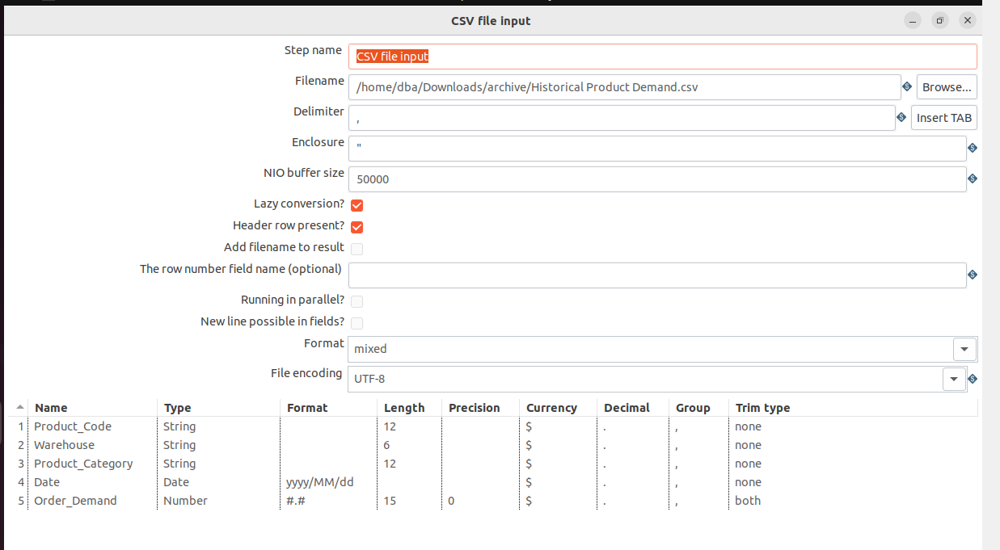 CSV file input
Step name CSV file input
Filename /home/dba/Downloads/archive/Historical Product Demand.csv Browse...
Delimiter , Insert TAB
Enclosure "
NIO buffer size 50000
Lazy conversion?
Header row present?
Add filename to result
The row number field name (optional)
Running in parallel?
New line possible in fields?
Format mixed
File encoding UTF-8
Name Type Format Length Precision Currency Decimal Group Trim type
1 Product_Code String 12 $ . , none
2 Warehouse String 6 $ . , none
3 Product_Category String 12 $ . , none
4 Date Date yyyy/MM/dd $ . , none
5 Order_Demand Number #.# 15 0 $ . , both